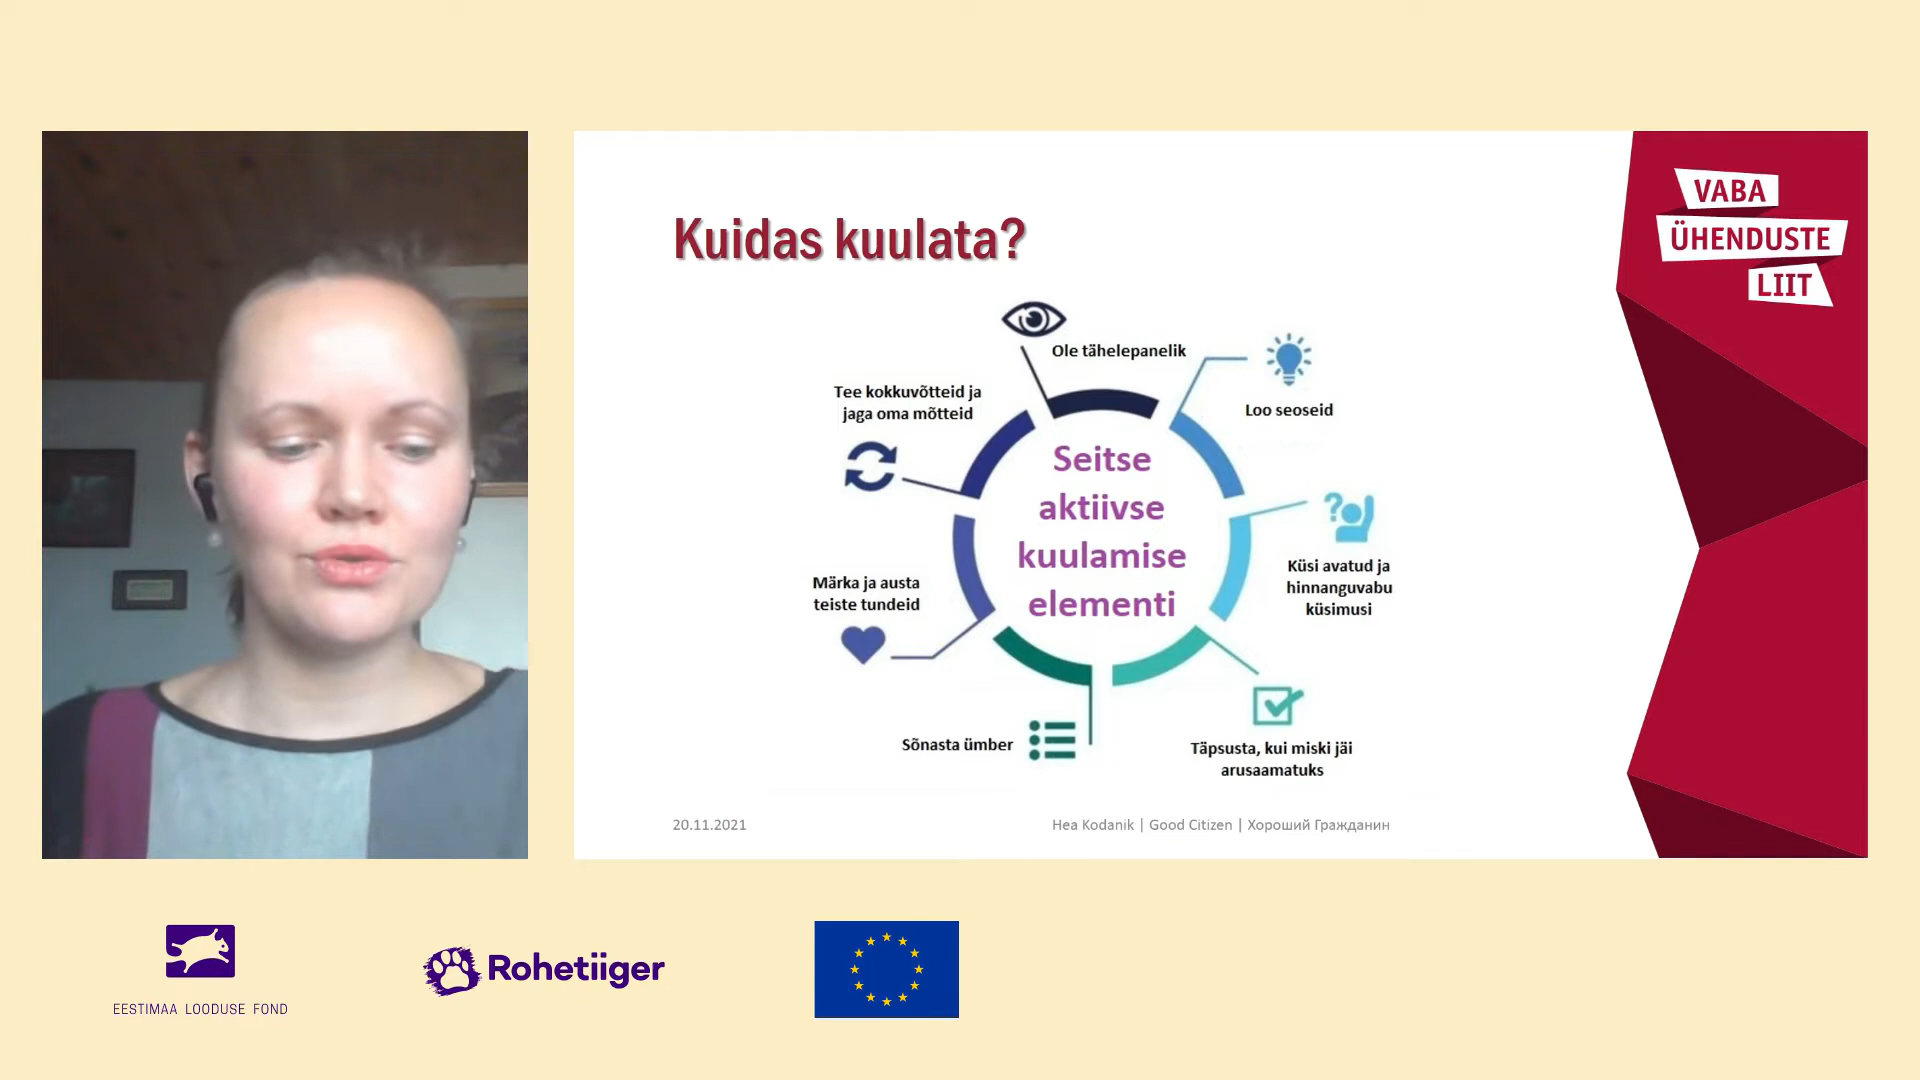 VABA
ÜHENDUSTE
LIIT
Kuidas kuulata?
Ole tähelepanelik
Loo seoseid
Küsi avatud ja
hinnanguvabu
küsimusi
Täpsusta, kui miski jäi
arusaamatuks
Sõnasta ümber
Märka ja austa
teiste tundeid
Tee kokkuvõtteid ja
jaga oma mõtteid
Seitse
aktiivse
kuulamise
elementi
20.11.2021
Hea Kodanik | Good Citizen | Хороший Гражданин
EESTIMAA LOODUSE FOND
Rohetiiger